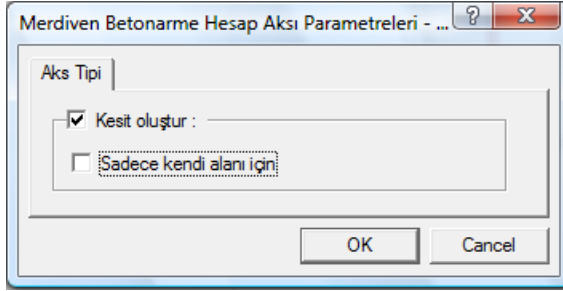 Merdiven Betonarme Hesap Aksı Parametreleri - ...
Aks Tipi
Kesit oluştur :
Sadece kendi alanı için
OK
Cancel